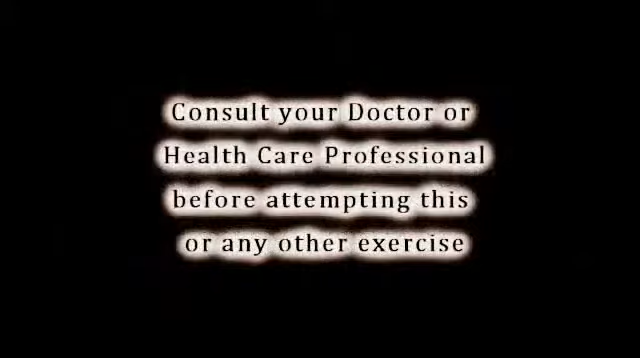 Consult your Doctor or
Health Care Professional
before attempting this
or any other exercise